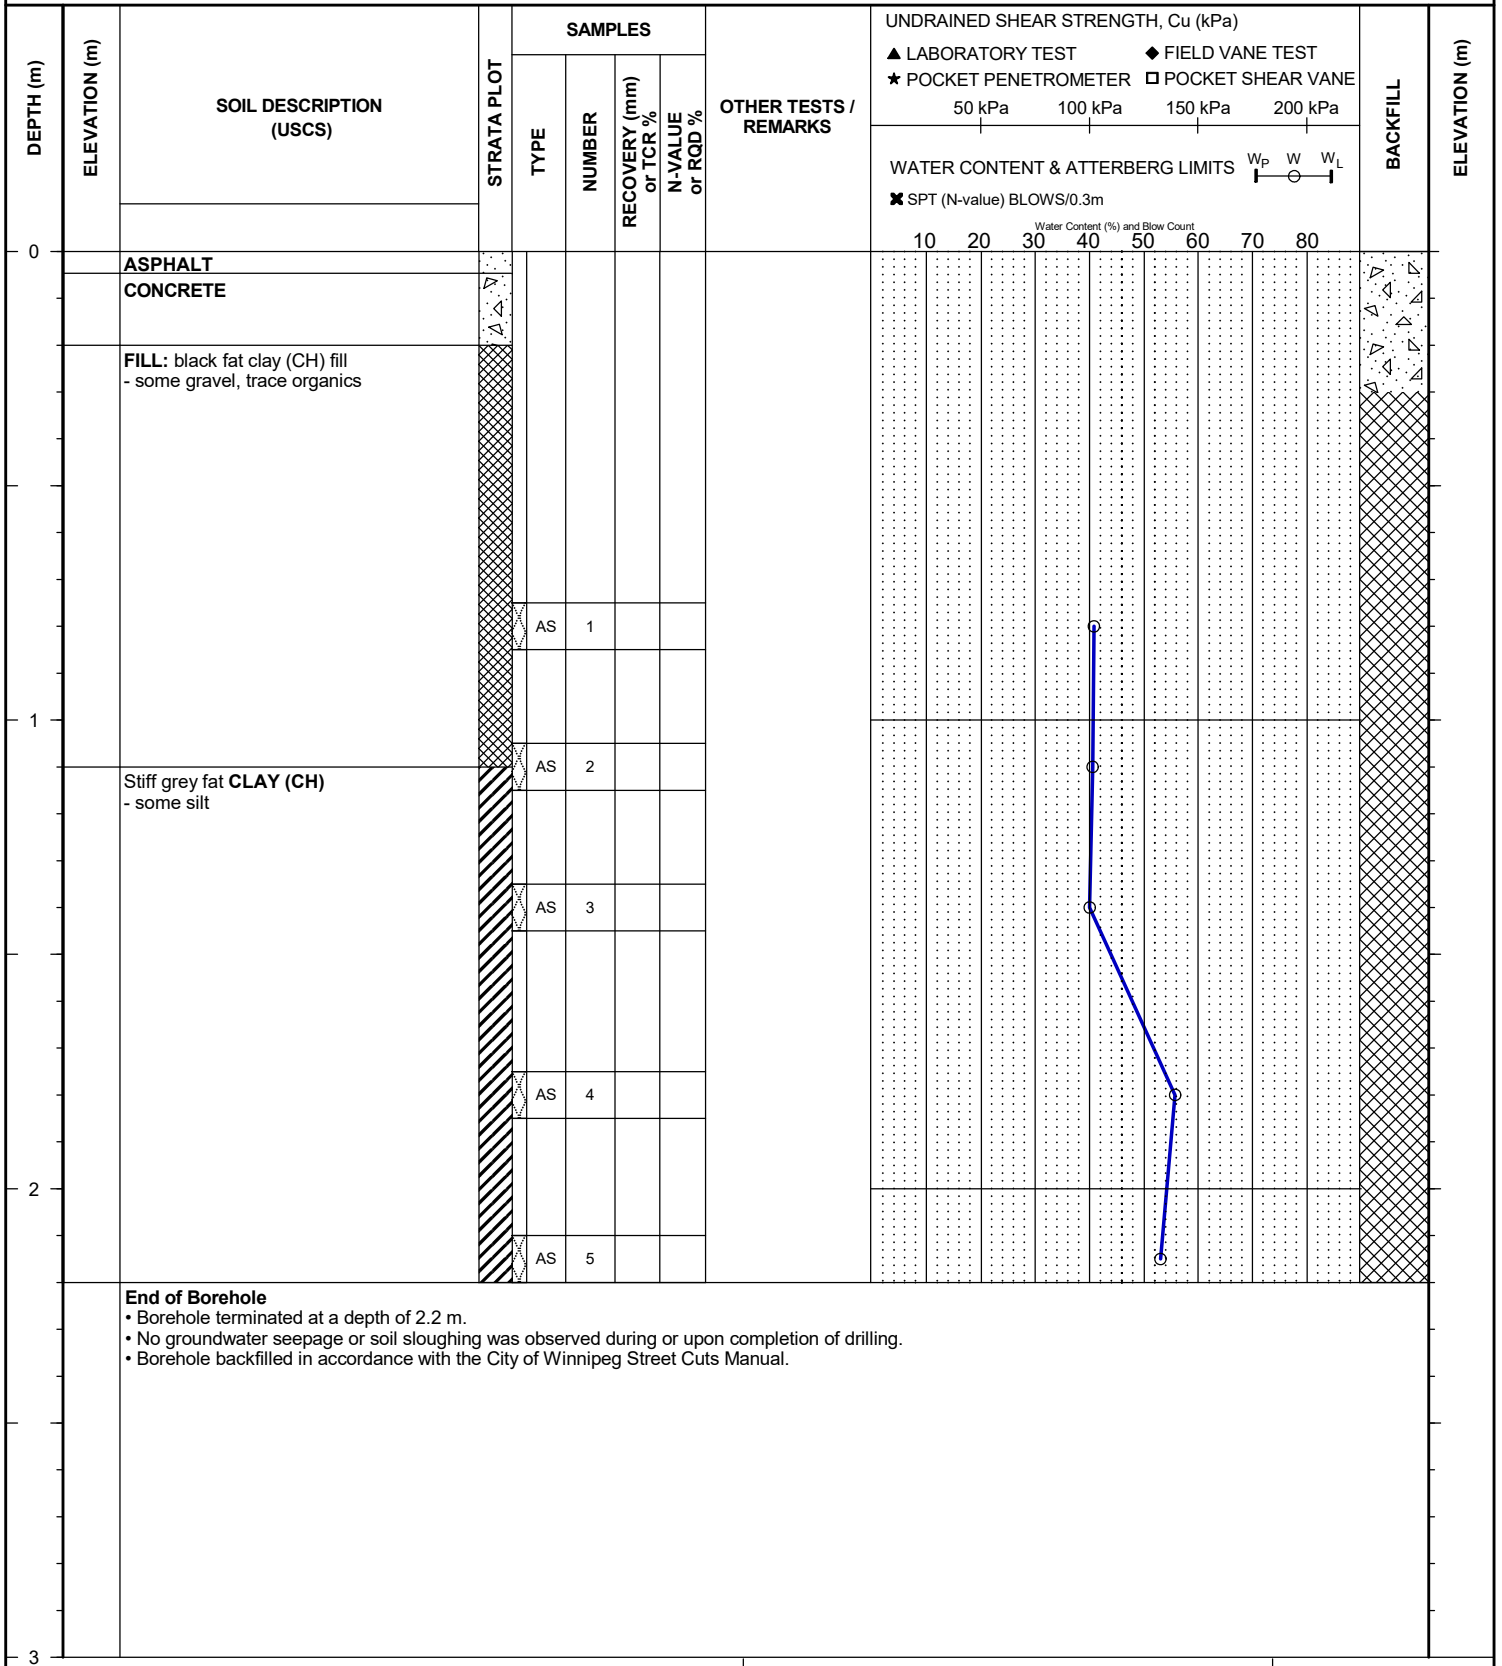 DEPTH (m)
ELEVATION (m)
SOIL DESCRIPTION
(USCS)
STRATA PLOT
SAMPLES
TYPE
NUMBER
RECOVERY (mm)
or TCR %
N-VALUE
or RQD %
OTHER TESTS /
REMARKS
UNDRAINED SHEAR STRENGTH, Cu (kPa)
▲ LABORATORY TEST ◆ FIELD VANE TEST
★ POCKET PENETROMETER □ POCKET SHEAR VANE
50 kPa 100 kPa 150 kPa 200 kPa
WATER CONTENT & ATTERBERG LIMITS WP W WL
✖ SPT (N-value) BLOWS/0.3m
Water Content (%) and Blow Count
10 20 30 40 50 60 70 80
BACKFILL
ELEVATION (m)
0
ASPHALT
CONCRETE
FILL: black fat clay (CH) fill
- some gravel, trace organics
AS 1
1
AS 2
Stiff grey fat CLAY (CH)
- some silt
AS 3
AS 4
2
AS 5
End of Borehole
• Borehole terminated at a depth of 2.2 m.
• No groundwater seepage or soil sloughing was observed during or upon completion of drilling.
• Borehole backfilled in accordance with the City of Winnipeg Street Cuts Manual.
3